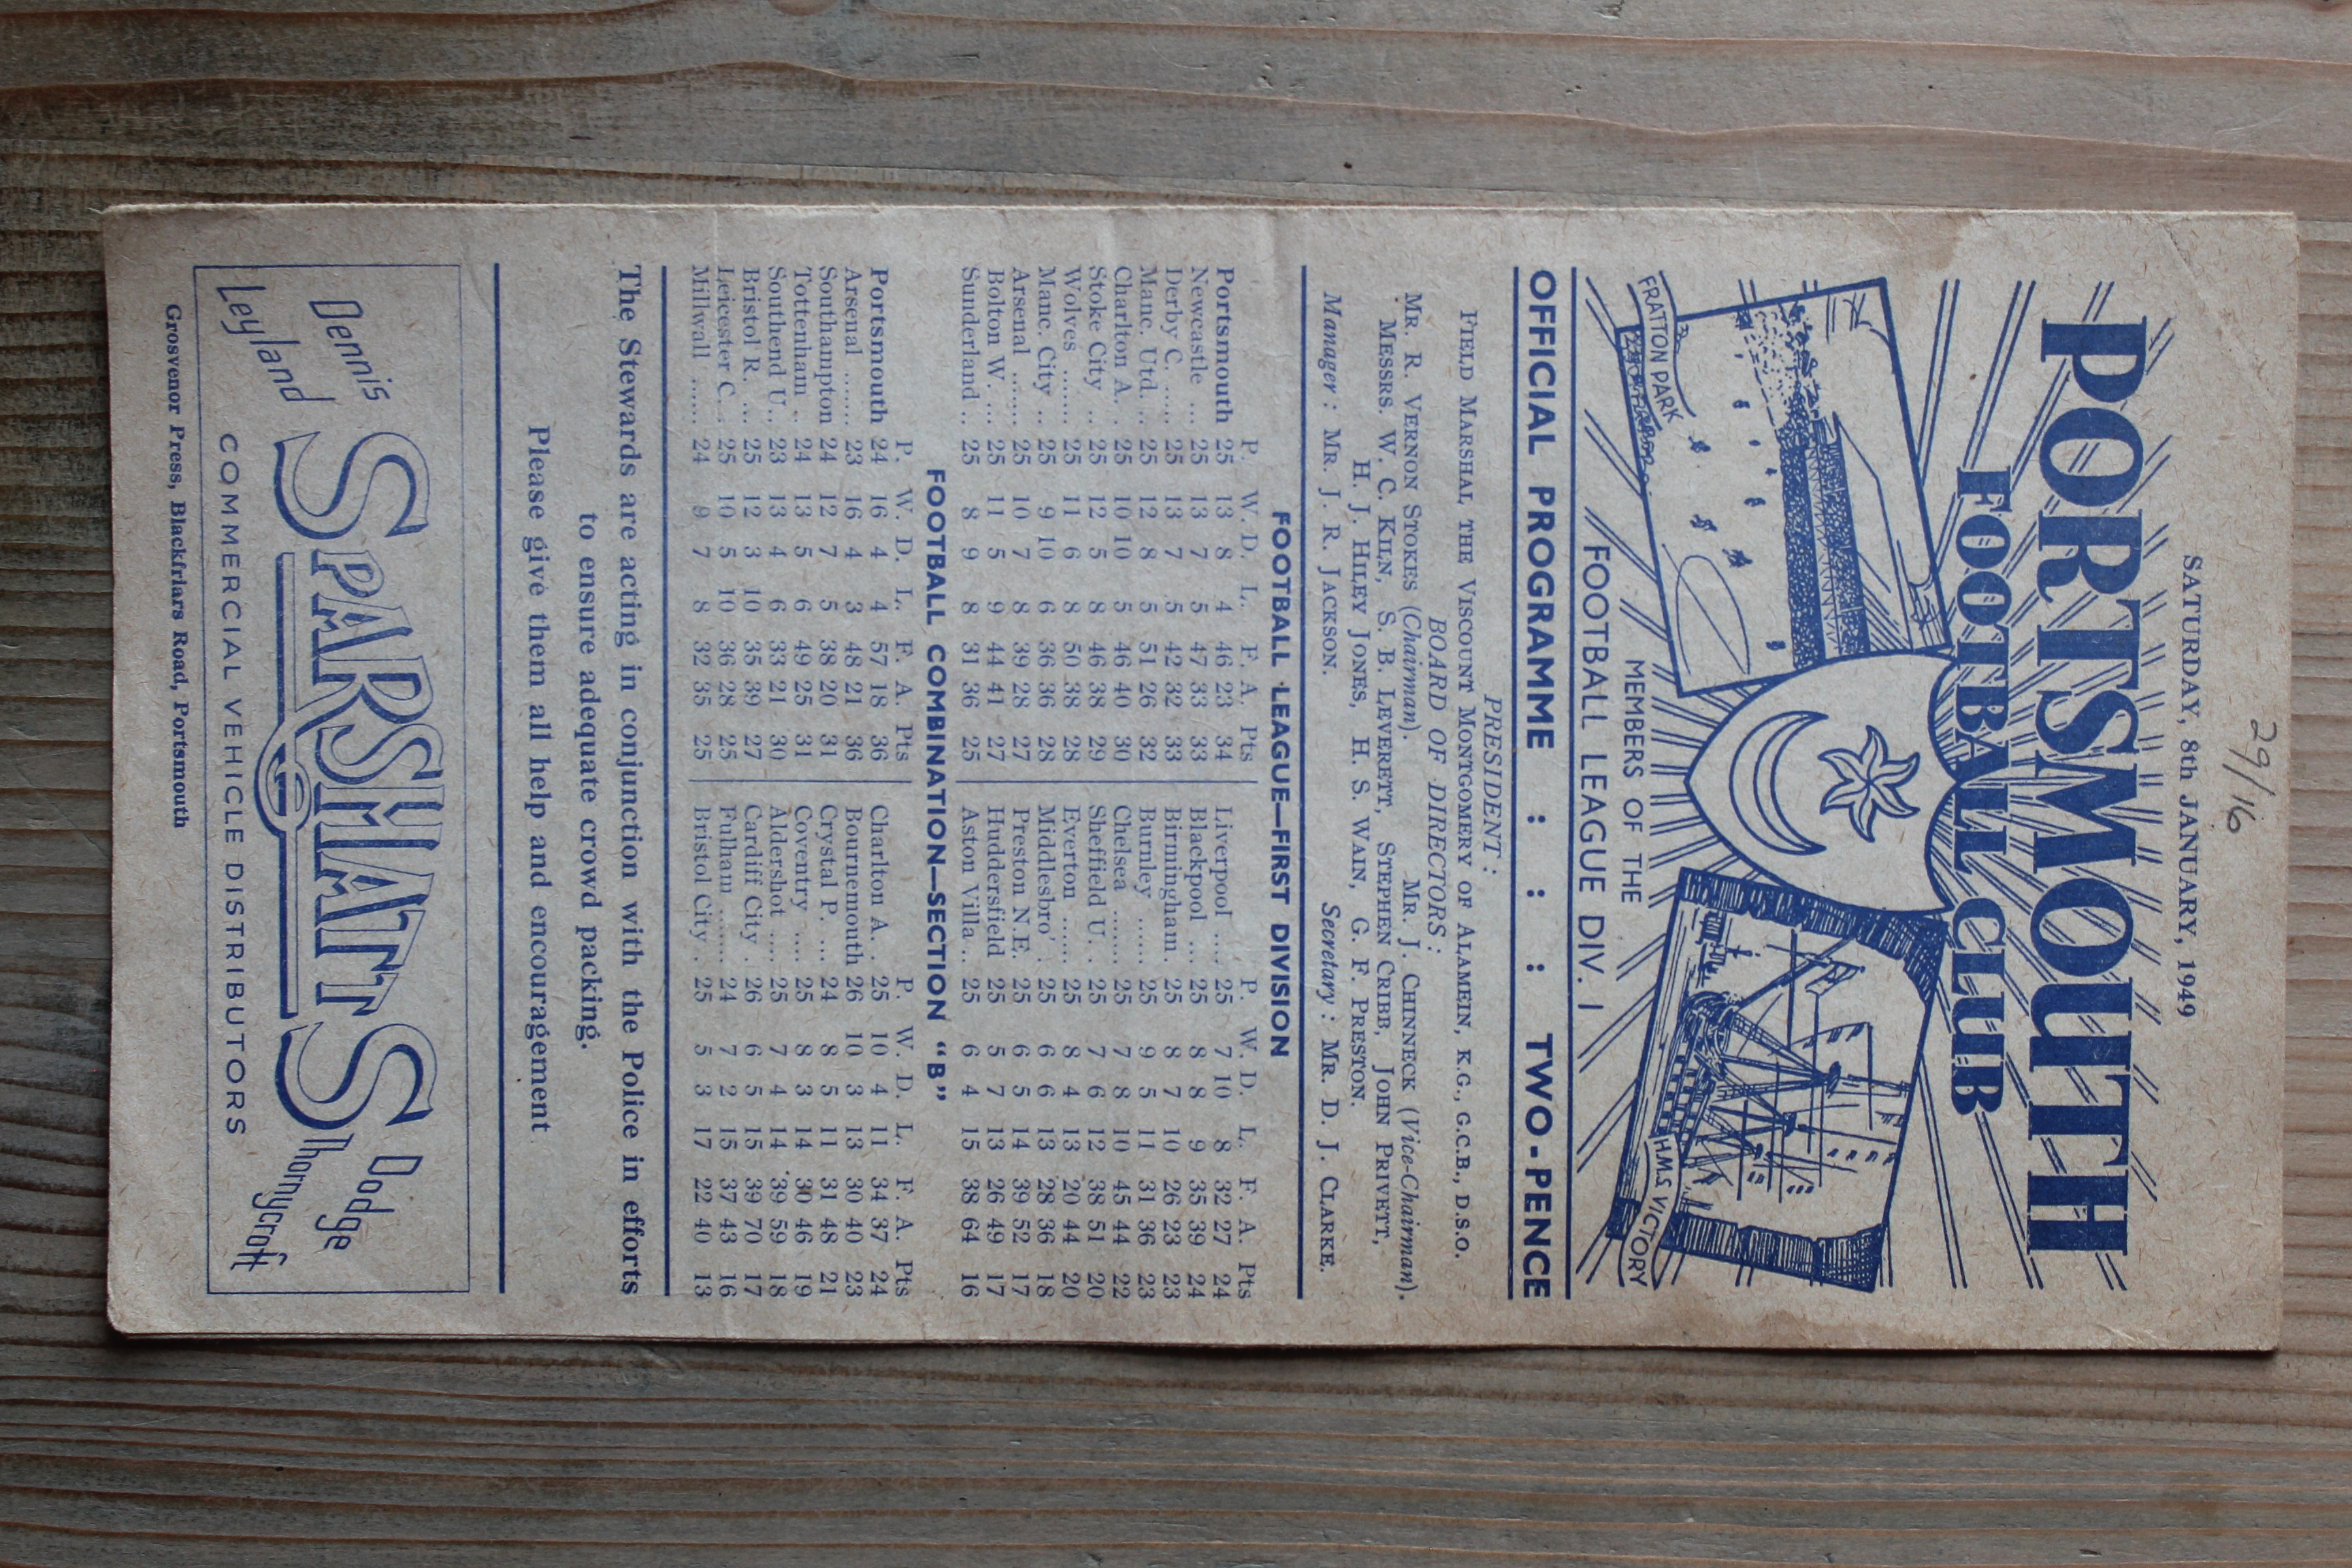 29/16
SATURDAY, 8th JANUARY, 1949
PORTSMOUTH
FOOTBALL CLUB
FRATTON PARK
H.M.S. VICTORY
MEMBERS OF THE
FOOTBALL LEAGUE DIV. 1
OFFICIAL PROGRAMME : : : TWO-PENCE
PRESIDENT :
FIELD MARSHAL THE VISCOUNT MONTGOMERY OF ALAMEIN, K.G., G.C.B., D.S.O.
BOARD OF DIRECTORS :
MR. R. VERNON STOKES (Chairman). MR. J. CHINNECK (Vice-Chairman).
MESSRS. W. C. KILN, S. B. LEVERETT, STEPHEN CRIBB, JOHN PRIVETT,
H. J. HILEY JONES, H. S. WAIN, G. F. PRESTON.
Manager : MR. J. R. JACKSON. Secretary : MR. D. J. CLARKE.
FOOTBALL LEAGUE—FIRST DIVISION
P. W. D. L. F. A. Pts P. W. D. L. F. A. Pts
Portsmouth 25 13 8 4 46 23 34 Liverpool ..... 25 7 10 8 32 27 24
Newcastle ... 25 13 7 5 47 33 33 Blackpool ... 25 8 8 9 35 39 24
Derby C. ..... 25 13 7 5 42 32 33 Birmingham. 25 8 7 10 26 23 23
Manc. Utd. .. 25 12 8 5 51 26 32 Burnley ...... 25 9 5 11 31 36 23
Charlton A. . 25 10 10 5 46 40 30 Chelsea ....... 25 7 8 10 45 44 22
Stoke City .. 25 12 5 8 46 38 29 Sheffield U. . 25 7 6 12 38 51 20
Wolves ........ 25 11 6 8 50 38 28 Everton ...... 25 8 4 13 20 44 20
Manc. City ... 25 9 10 6 36 36 28 Middlesbro' . 25 6 6 13 28 36 18
Arsenal ....... 25 10 7 8 39 28 27 Preston N.E. 25 6 5 14 39 52 17
Bolton W. .... 25 11 5 9 44 41 27 Huddersfield 25 5 7 13 26 49 17
Sunderland .. 25 8 9 8 31 36 25 Aston Villa.. 25 6 4 15 38 64 16
FOOTBALL COMBINATION—SECTION "B"
P. W. D. L. F. A. Pts P. W. D. L. F. A. Pts
Portsmouth 24 16 4 4 57 18 36 Charlton A. . 25 10 4 11 34 37 24
Arsenal ...... 23 16 4 3 48 21 36 Bournemouth 26 10 3 13 30 40 23
Southampton 24 12 7 5 38 20 31 Crystal P. ... 24 8 5 11 31 48 21
Tottenham .. 24 13 5 6 49 25 31 Coventry .... 25 8 3 14 30 46 19
Southend U.. 23 13 4 6 33 21 30 Aldershot .... 25 7 4 14 39 59 18
Bristol R. ... 25 12 3 10 35 39 27 Cardiff City . 26 6 5 15 39 70 17
Leicester C... 25 10 5 10 36 28 25 Fulham ....... 24 7 2 15 37 43 16
Millwall ...... 24 9 7 8 32 35 25 Bristol City . 25 5 3 17 22 40 13
The Stewards are acting in conjunction with the Police in efforts
to ensure adequate crowd packing.
Please give them all help and encouragement
Dennis
Leyland
SPARSHATTS
Dodge
Thornycroft
COMMERCIAL VEHICLE DISTRIBUTORS
Grosvenor Press, Blackfriars Road, Portsmouth